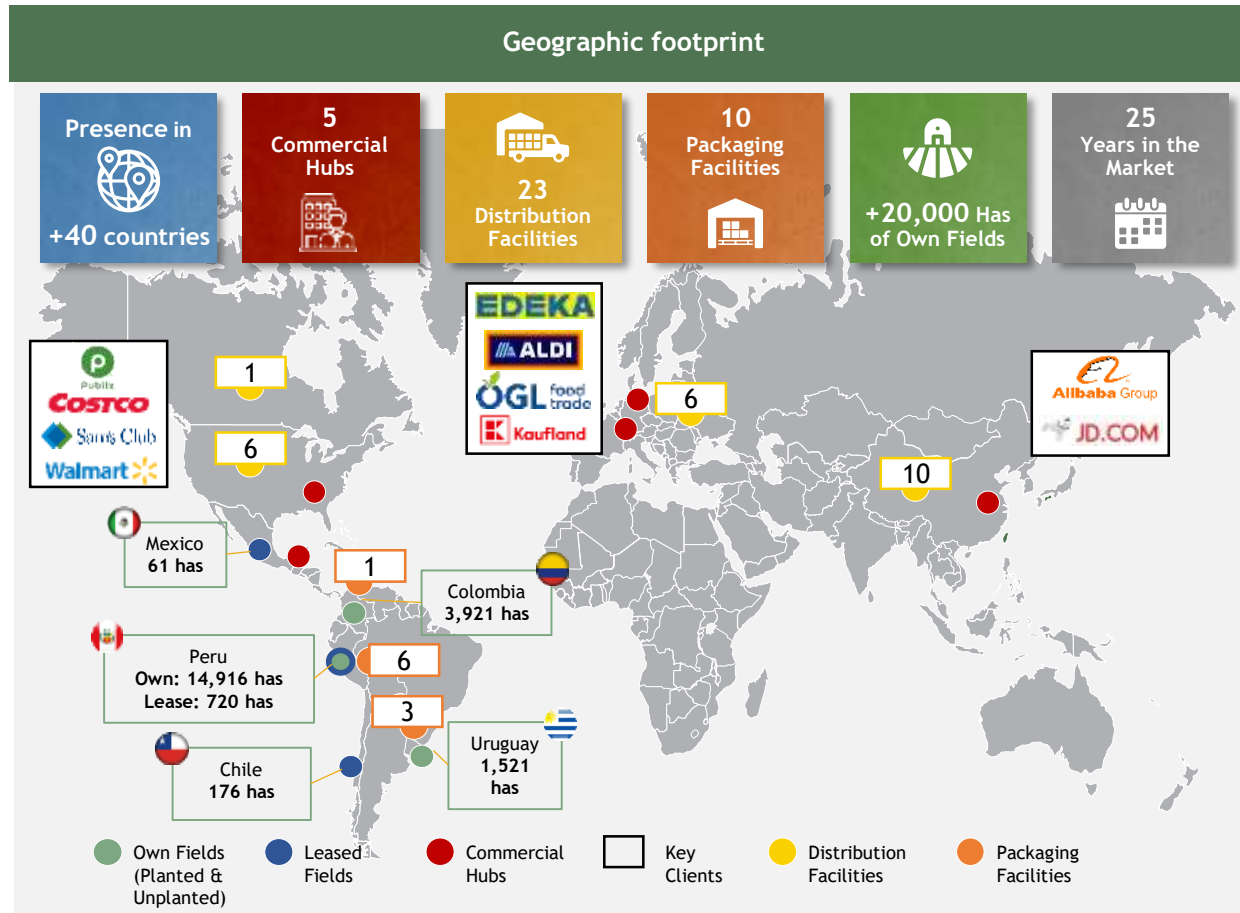 Geographic footprint
Presence in
+40 countries
5
Commercial
Hubs
23
Distribution
Facilities
10
Packaging
Facilities
+20,000 Has
of Own Fields
25
Years in the
Market
Publix
COSTCO
Sam's Club
Walmart
EDEKA
ALDI
ÖGL food
trade
Kaufland
Alibaba Group
JD.COM
1
6
6
10
Mexico
61 has
1
Colombia
3,921 has
Peru
Own: 14,916 has
Lease: 720 has
6
3
Uruguay
1,521
has
Chile
176 has
Own Fields
(Planted &
Unplanted)
Leased
Fields
Commercial
Hubs
Key
Clients
Distribution
Facilities
Packaging
Facilities